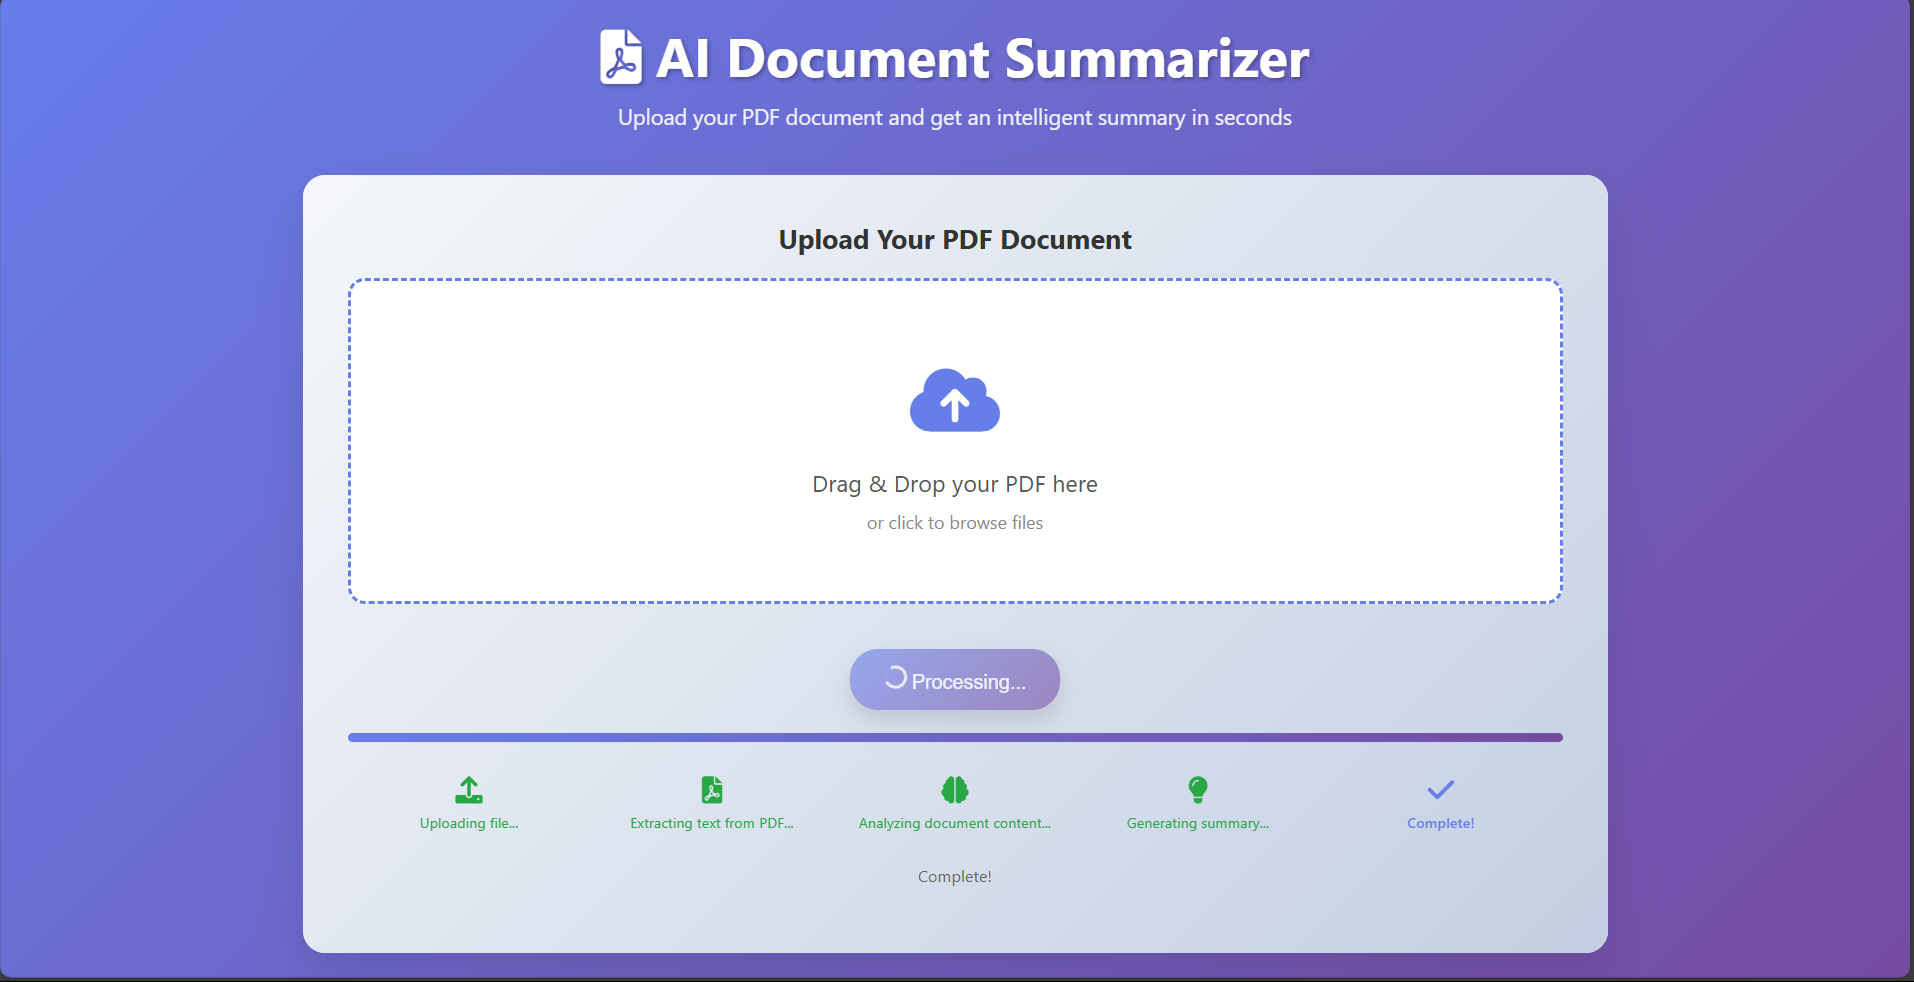 AI Document Summarizer
Upload your PDF document and get an intelligent summary in seconds
Upload Your PDF Document
Drag & Drop your PDF here
or click to browse files
Processing...
Uploading file...
Extracting text from PDF...
Analyzing document content...
Generating summary...
Complete!
Complete!